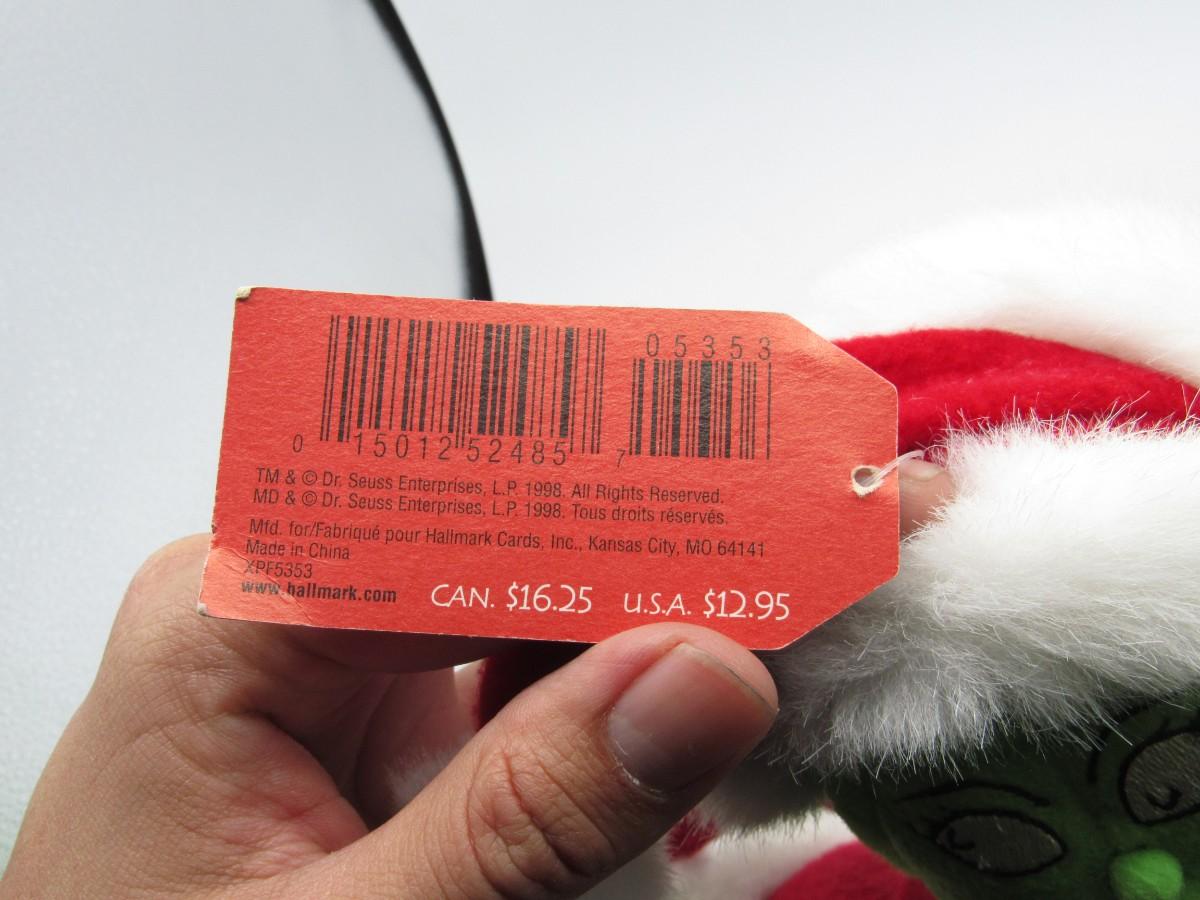 05353
0 15012 52485 7
TM & © Dr. Seuss Enterprises, L.P. 1998. All Rights Reserved.
MD & © Dr. Seuss Enterprises, L.P. 1998. Tous droits réservés.
Mfd. for/Fabriqué pour Hallmark Cards, Inc., Kansas City, MO 64141
Made in China
XPF5353
www.hallmark.com
CAN. $16.25 U.S.A. $12.95